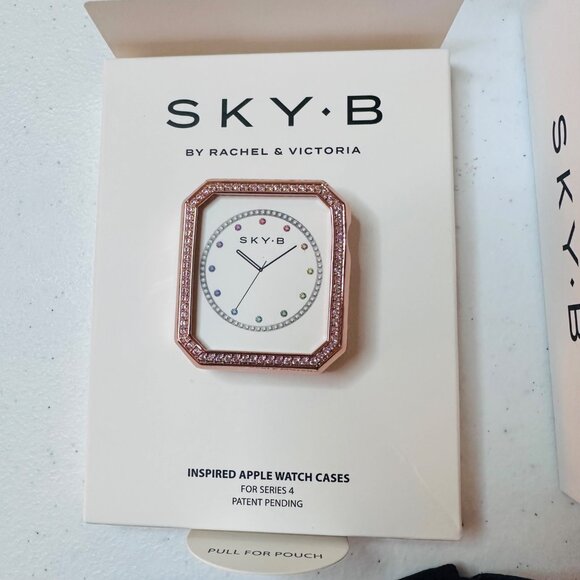 SKY·B
BY RACHEL & VICTORIA
SKY·B
INSPIRED APPLE WATCH CASES
FOR SERIES 4
PATENT PENDING
PULL FOR POUCH
SKY·B